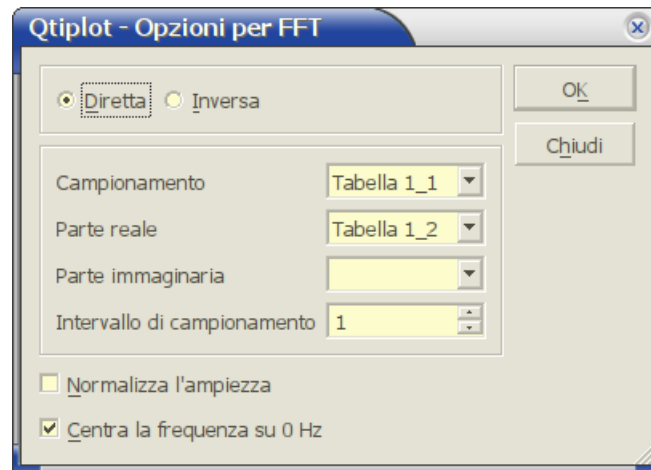 Qtiplot - Opzioni per FFT
Diretta Inversa
OK
Chiudi
Campionamento Tabella 1_1
Parte reale Tabella 1_2
Parte immaginaria
Intervallo di campionamento 1
Normalizza l'ampiezza
Centra la frequenza su 0 Hz